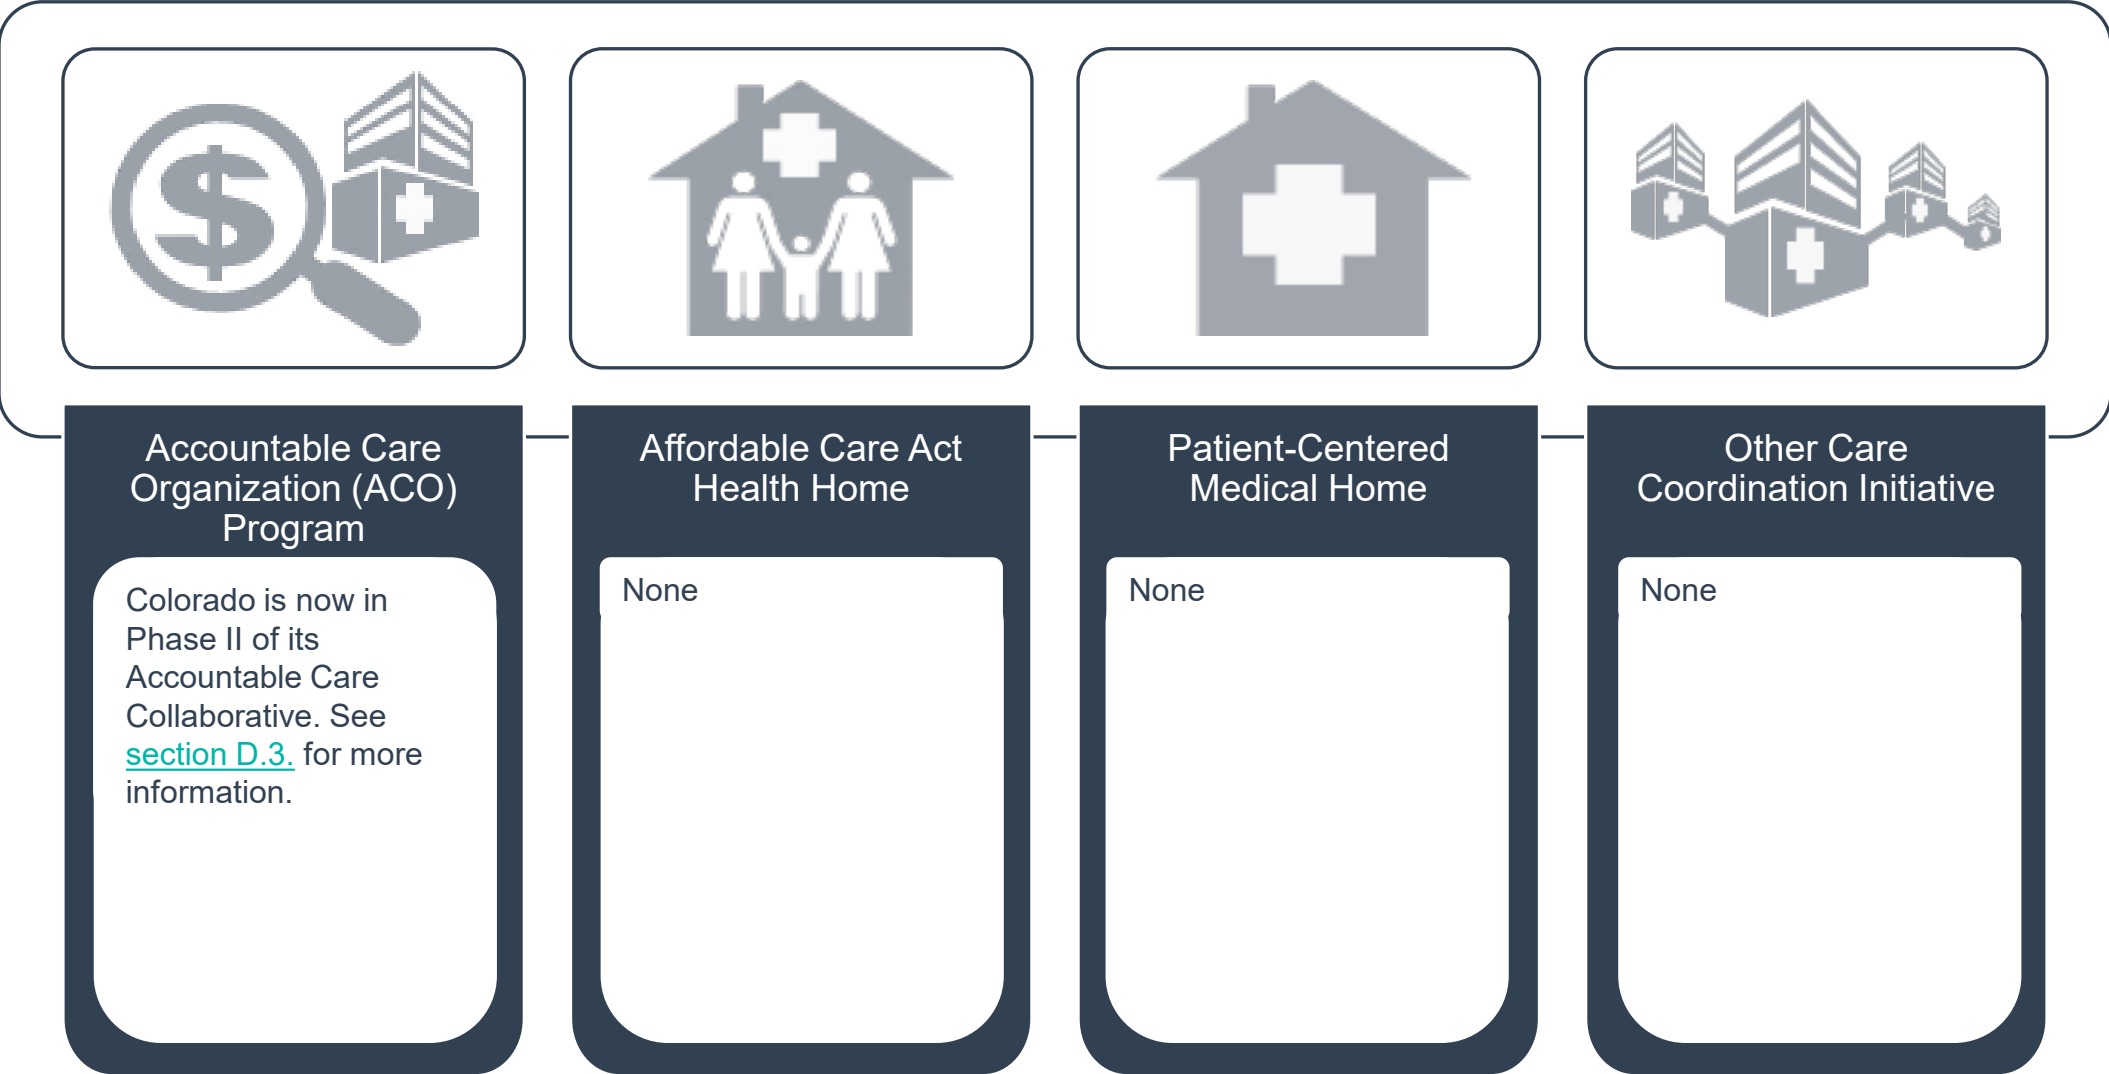 $
Accountable Care
Organization (ACO)
Program
Colorado is now in
Phase II of its
Accountable Care
Collaborative. See
section D.3. for more
information.
Affordable Care Act
Health Home
None
Patient-Centered
Medical Home
None
Other Care
Coordination Initiative
None